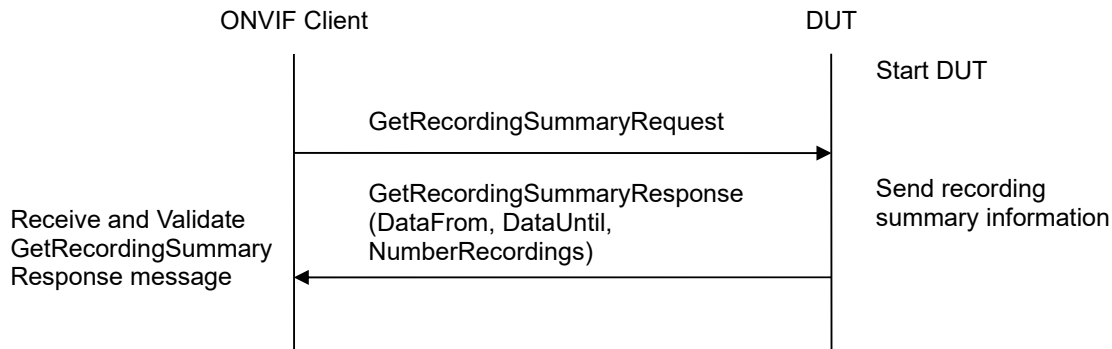 ONVIF Client
DUT
Start DUT
GetRecordingSummaryRequest
GetRecordingSummaryResponse
(DataFrom, DataUntil,
NumberRecordings)
Send recording
summary information
Receive and Validate
GetRecordingSummary
Response message